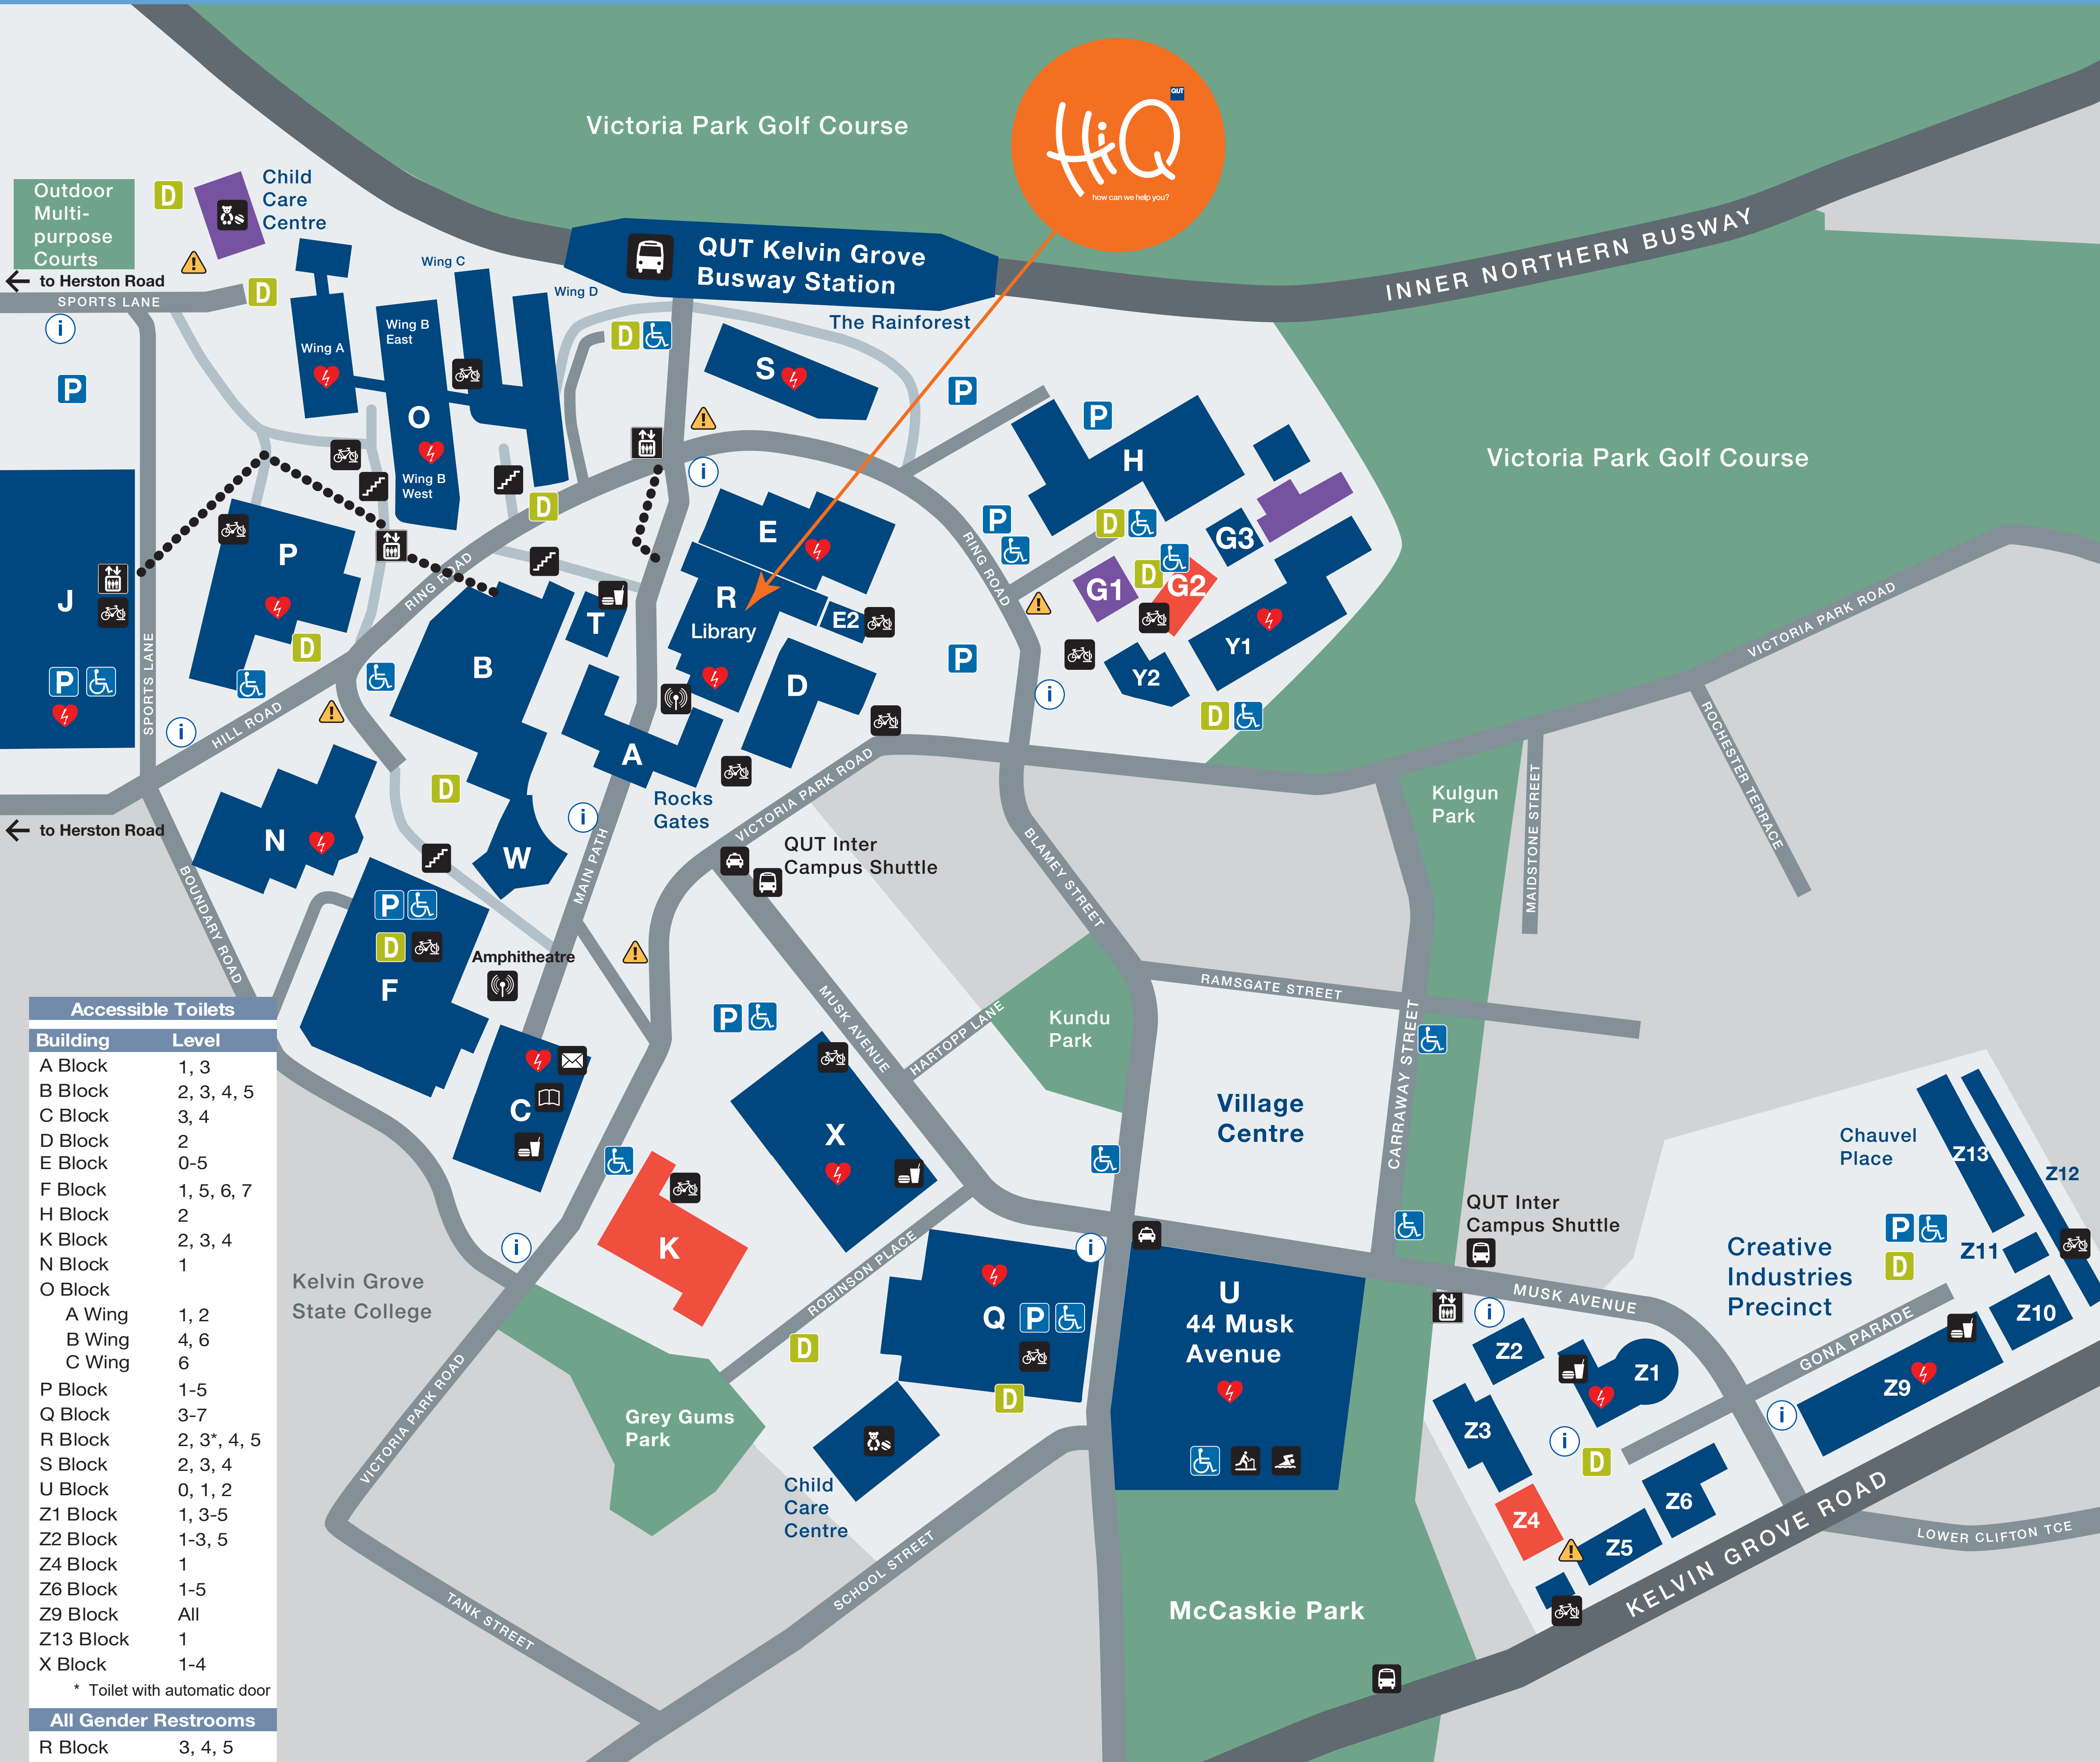 Victoria Park Golf Course
QUT
HiQ
how can we help you?
Outdoor
Multi-
purpose
Courts
D
Child
Care
Centre
to Herston Road
SPORTS LANE
D
i
P
Wing C
Wing D
Wing B
East
Wing A
O
Wing B
West
QUT Kelvin Grove
Busway Station
The Rainforest
INNER NORTHERN BUSWAY
D
S
P
P
H
Victoria Park Golf Course
i
D
E
P
D
G3
G1
D
G2
RING ROAD
RING ROAD
J
P
P
D
SPORTS LANE
B
T
R
Library
E2
D
P
Y1
Y2
i
D
i
HILL ROAD
A
D
Rocks
Gates
VICTORIA PARK ROAD
VICTORIA PARK ROAD
ROCHESTER TERRACE
MAIDSTONE STREET
Kulgun
Park
to Herston Road
N
i
W
MAIN PATH
QUT Inter
Campus Shuttle
BLAMEY STREET
BOUNDARY ROAD
P
D
F
Amphitheatre
P
MUSK AVENUE
HARTOPP LANE
Kundu
Park
RAMSGATE STREET
CARRAWAY STREET
Village
Centre
C
X
K
i
ROBINSON PLACE
Q
P
i
D
D
Kelvin Grove
State College
VICTORIA PARK ROAD
Grey Gums
Park
Child
Care
Centre
TANK STREET
SCHOOL STREET
U
44 Musk
Avenue
McCaskie Park
QUT Inter
Campus Shuttle
MUSK AVENUE
i
Z2
Z1
Z3
i
D
Z4
Z5
Z6
Chauvel
Place
Z13
Z12
P
D
Z11
Z10
Creative
Industries
Precinct
GONA PARADE
Z9
i
KELVIN GROVE ROAD
LOWER CLIFTON TCE
Accessible Toilets
Building Level
A Block 1, 3
B Block 2, 3, 4, 5
C Block 3, 4
D Block 2
E Block 0-5
F Block 1, 5, 6, 7
H Block 2
K Block 2, 3, 4
N Block 1
O Block
A Wing 1, 2
B Wing 4, 6
C Wing 6
P Block 1-5
Q Block 3-7
R Block 2, 3*, 4, 5
S Block 2, 3, 4
U Block 0, 1, 2
Z1 Block 1, 3-5
Z2 Block 1-3, 5
Z4 Block 1
Z6 Block 1-5
Z9 Block All
Z13 Block 1
X Block 1-4
* Toilet with automatic door
All Gender Restrooms
R Block 3, 4, 5